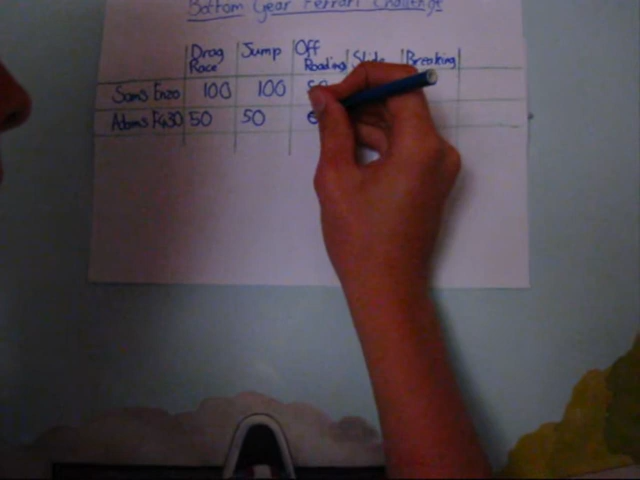 Bottom Gear Ferrari Challenge
Drag Race Jump Off Roading Slide Breaking
Sams Enzo 100 100 50
Adams F430 50 50